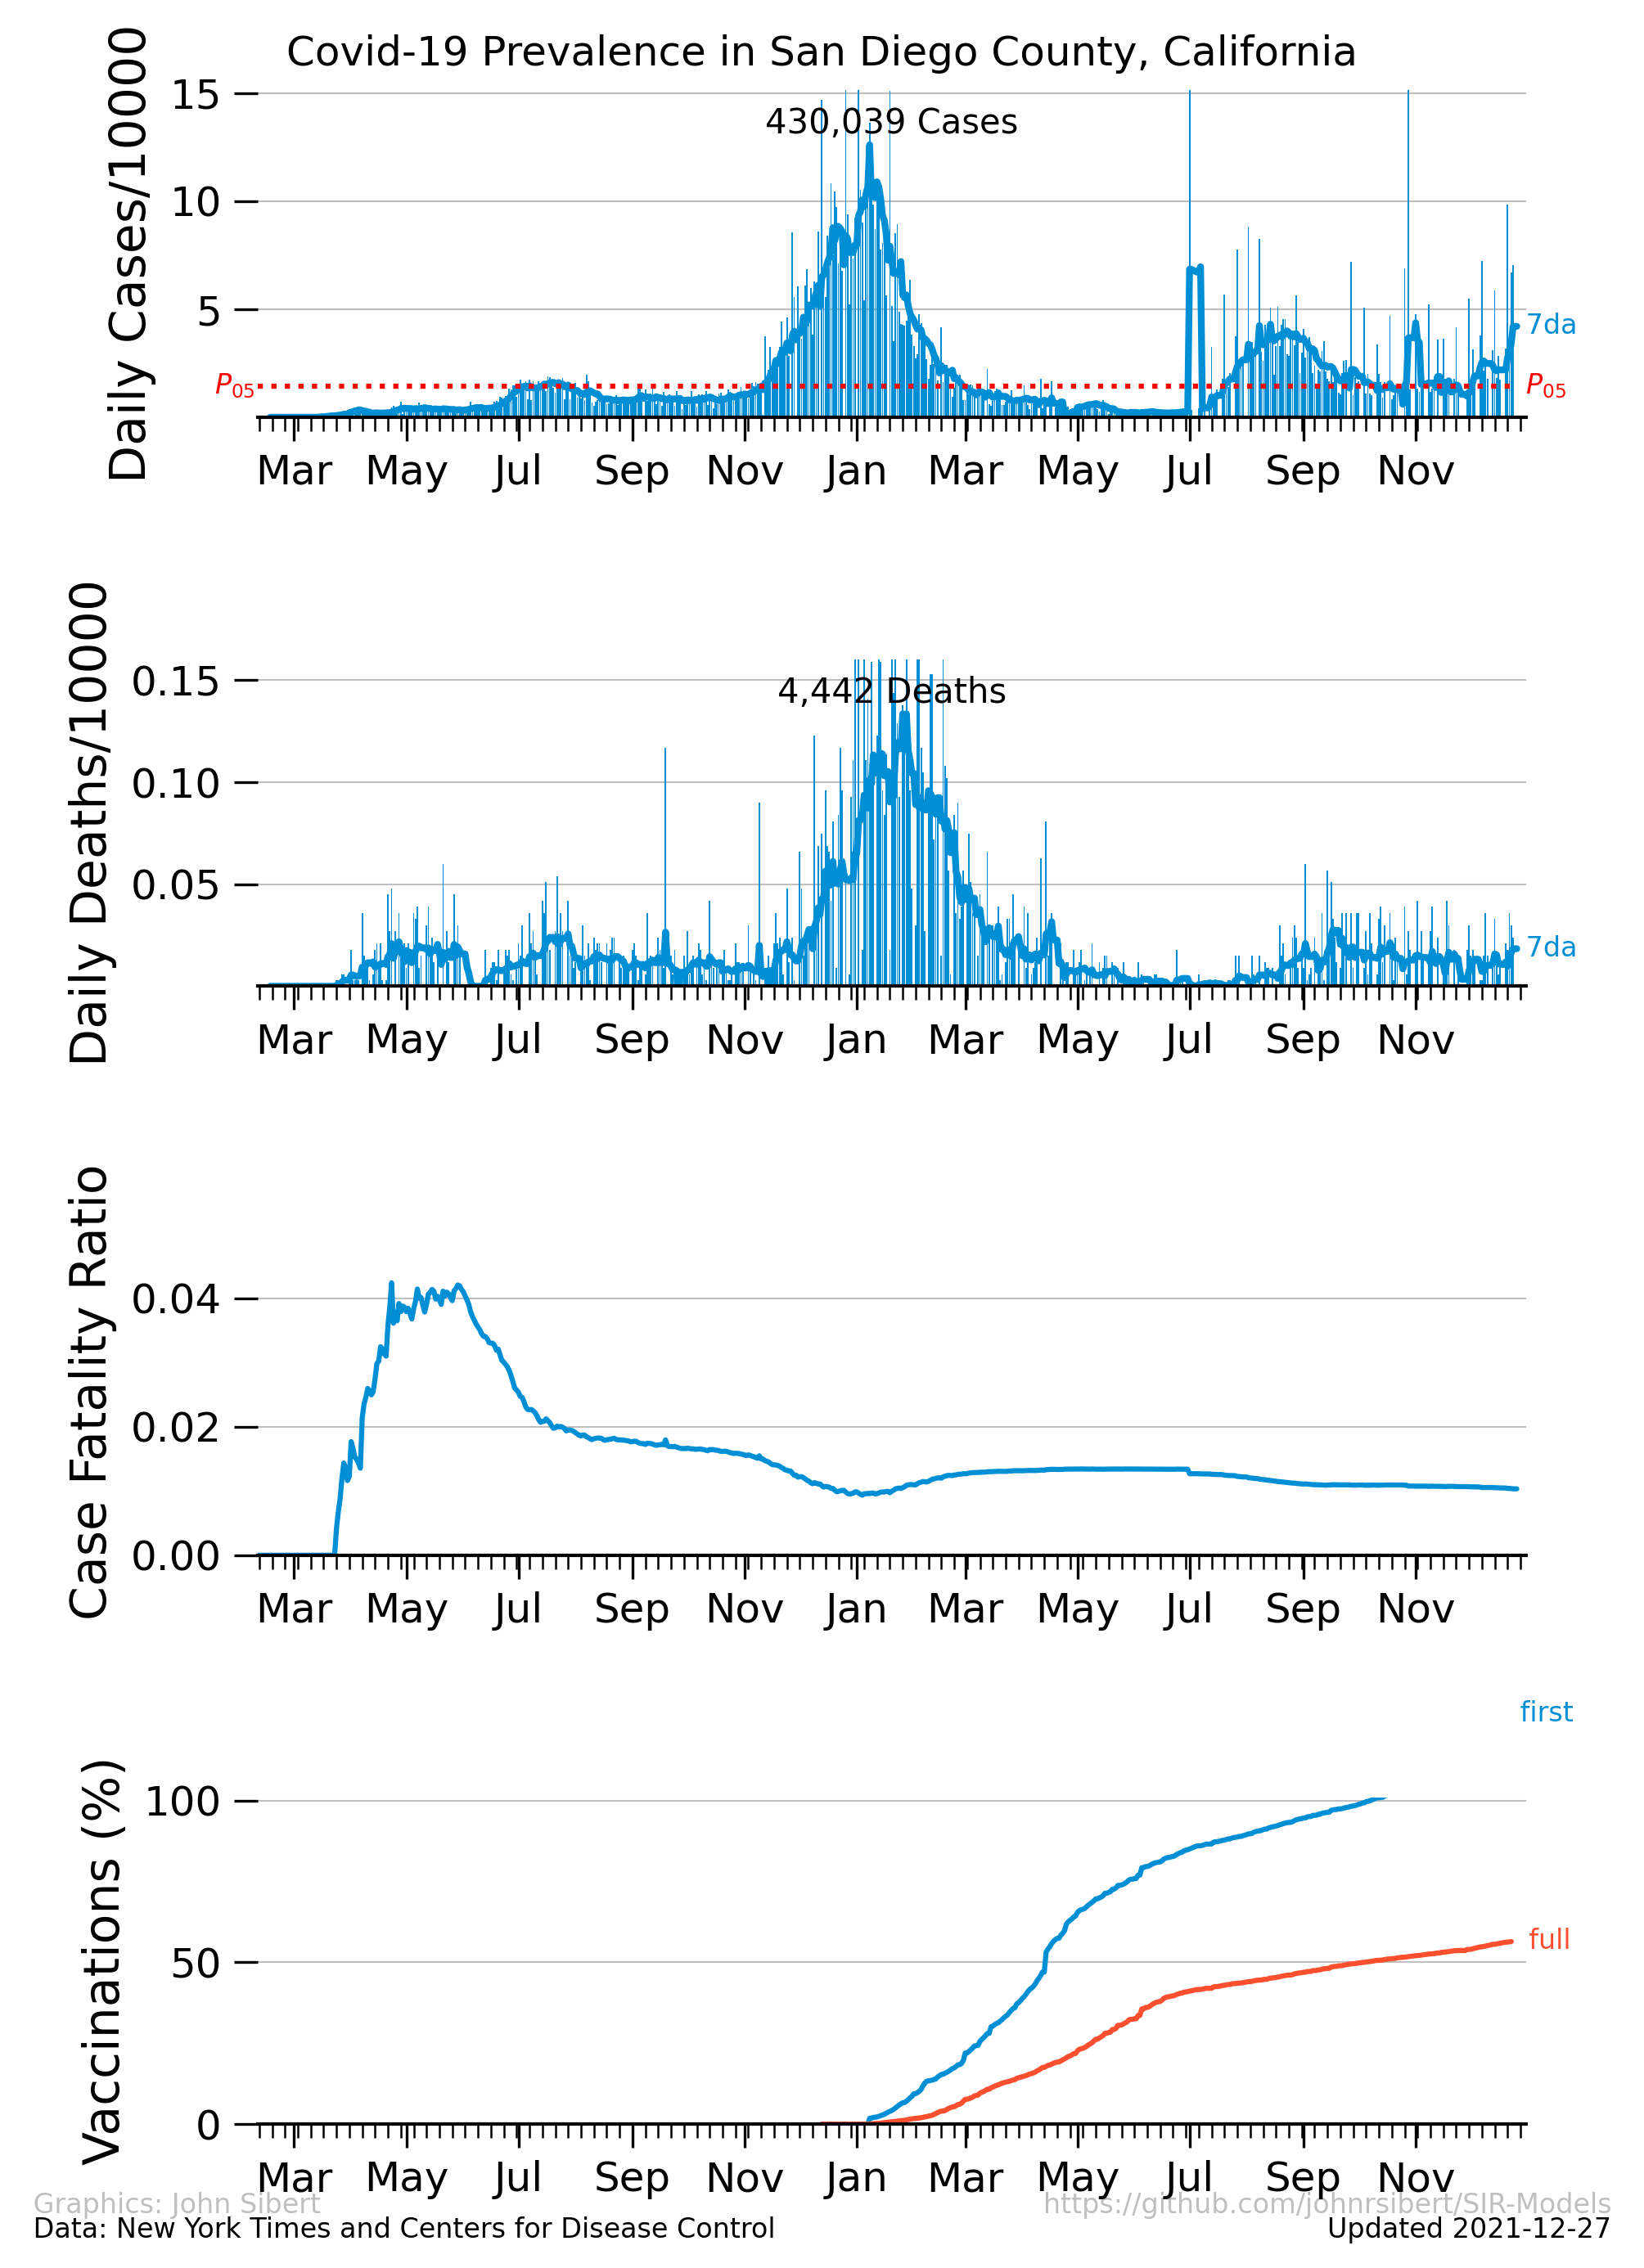 Covid-19 Prevalence in San Diego County, California
Daily Cases/10000
15
10
5
430,039 Cases
7da
P05
P05
Mar May Jul Sep Nov Jan Mar May Jul Sep Nov
Daily Deaths/10000
0.15
0.10
0.05
4,442 Deaths
7da
Mar May Jul Sep Nov Jan Mar May Jul Sep Nov
Case Fatality Ratio
0.04
0.02
0.00
Mar May Jul Sep Nov Jan Mar May Jul Sep Nov
Vaccinations (%)
first
100
full
50
0
Mar May Jul Sep Nov Jan Mar May Jul Sep Nov
Graphics: John Sibert
https://github.com/johnrsibert/SIR-Models
Data: New York Times and Centers for Disease Control
Updated 2021-12-27